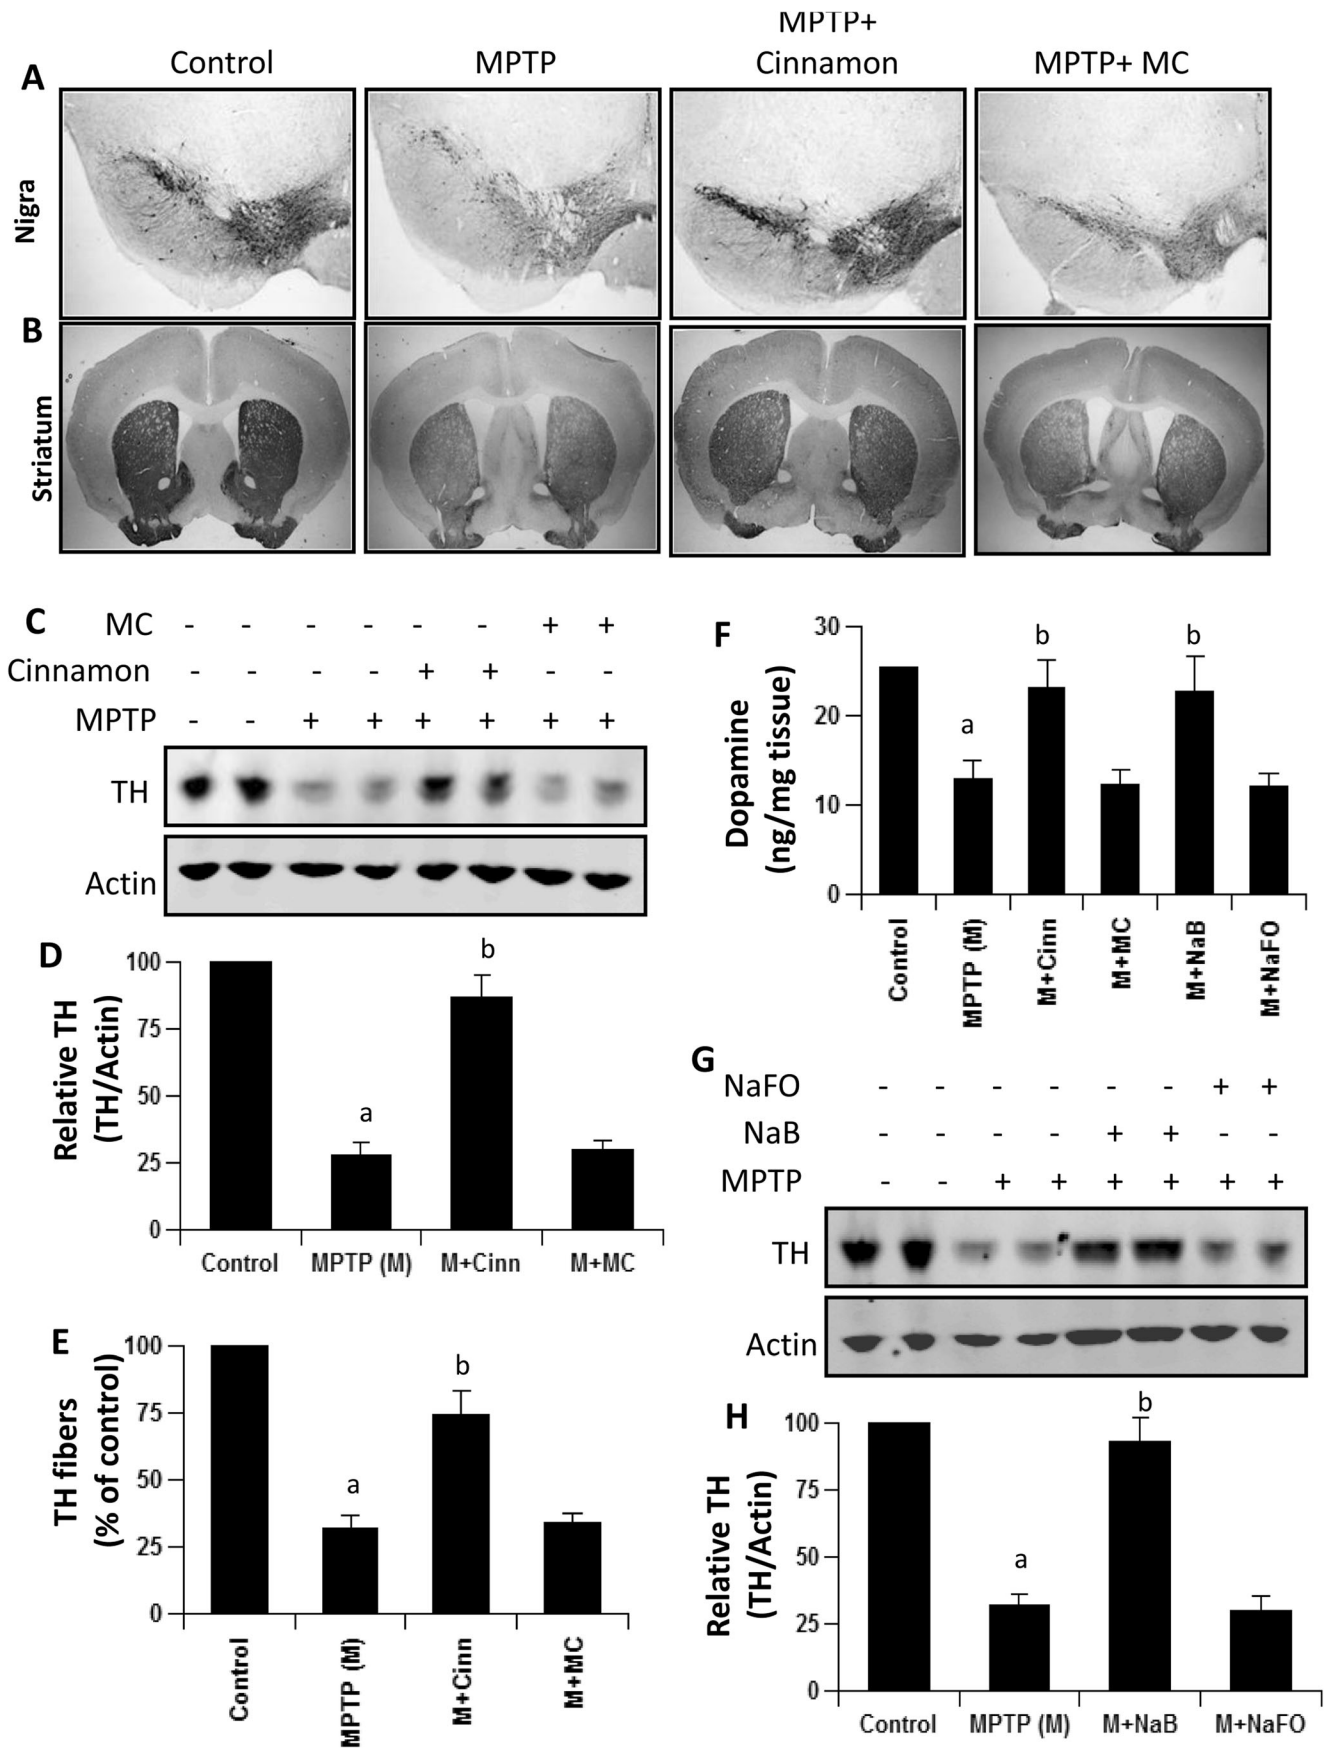 MPTP+
Control MPTP Cinnamon MPTP+ MC
A
Nigra
B
Striatum
C
MC - - - - - - + +
Cinnamon - - - - + + - -
MPTP - - + + + + + +
TH
Actin
D
Relative TH
(TH/Actin)
100
75
50
25
0
a
b
Control MPTP (M) M+Cinn M+MC
E
TH fibers
(% of control)
100
75
50
25
0
a
b
Control
MPTP (M)
M+Cinn
M+MC
F
Dopamine
(ng/mg tissue)
30
20
10
0
a
b
b
Control
MPTP (M)
M+Cinn
M+MC
M+NaB
M+NaFO
G
NaFO - - - - - - + +
NaB - - - - + + - -
MPTP - - + + + + + +
TH
Actin
H
Relative TH
(TH/Actin)
100
75
50
25
0
a
b
Control MPTP (M) M+NaB M+NaFO